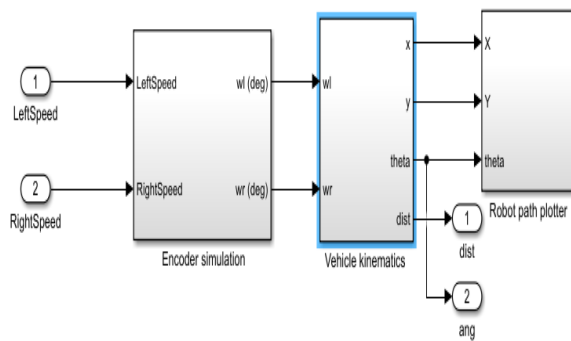 1
LeftSpeed
2
RightSpeed
LeftSpeed
wl (deg)
RightSpeed
wr (deg)
Encoder simulation
wl
x
y
wr
theta
dist
Vehicle kinematics
X
Y
theta
Robot path plotter
1
dist
2
ang